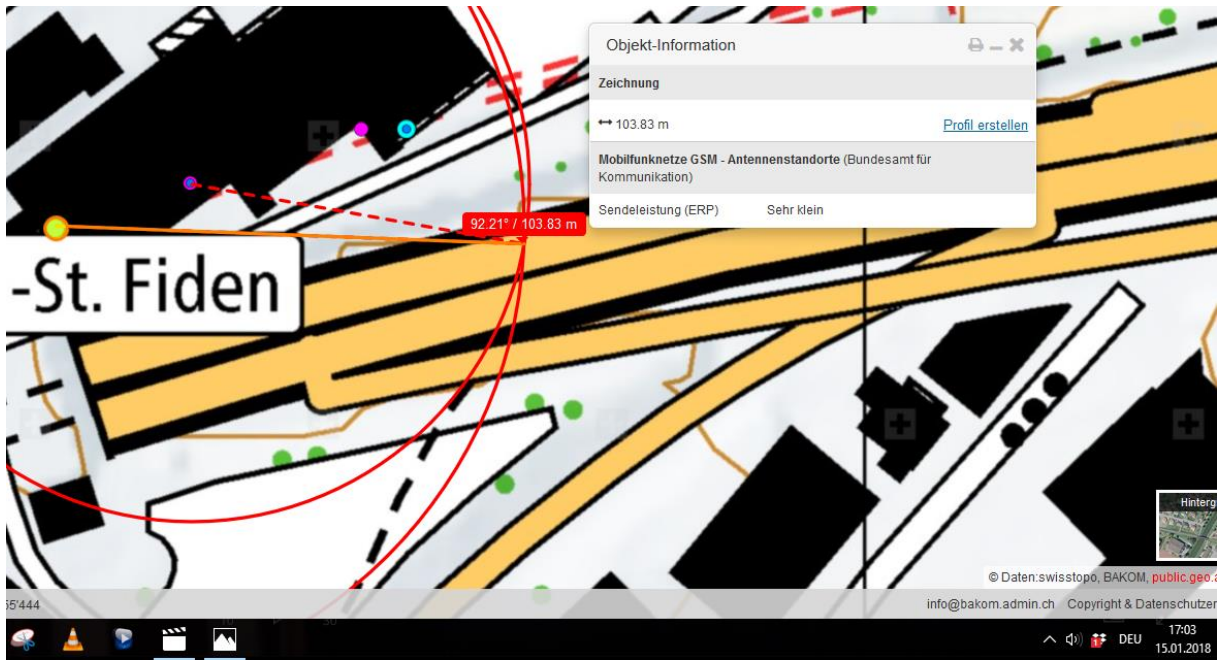 Objekt-Information
Zeichnung
103.83 m
Profil erstellen
Mobilfunknetze GSM - Antennenstandorte (Bundesamt für
Kommunikation)
Sendeleistung (ERP) Sehr klein
92.21° / 103.83 m
-St. Fiden
Hinterg
© Daten:swisstopo, BAKOM, public.geo.a
55'444
info@bakom.admin.ch Copyright & Datenschutzer
DEU
17:03
15.01.2018